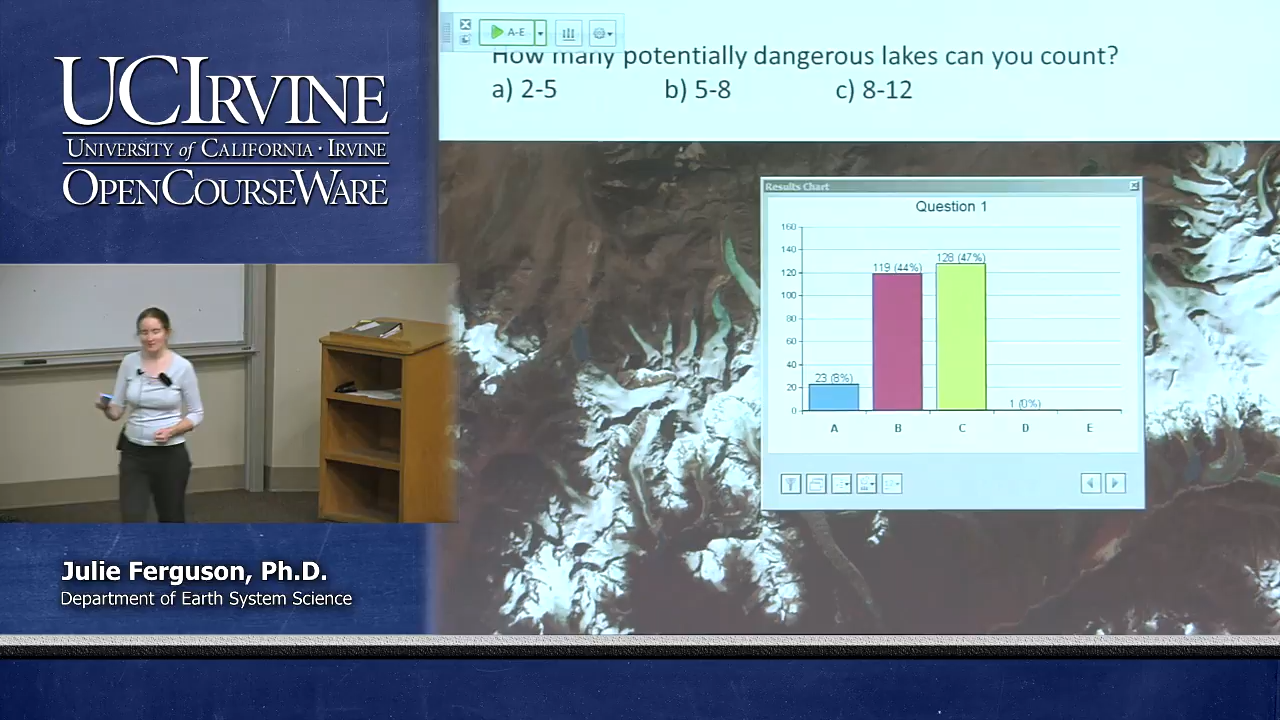 UCIRVINE
UNIVERSITY of CALIFORNIA · IRVINE
OPENCOURSEWARE
Julie Ferguson, Ph.D.
Department of Earth System Science
A-E
How many potentially dangerous lakes can you count?
a) 2-5 b) 5-8 c) 8-12
Results Chart
Question 1
160
140
120
100
80
60
40
20
0
23 (8%)
119 (44%)
128 (47%)
1 (0%)
A B C D E